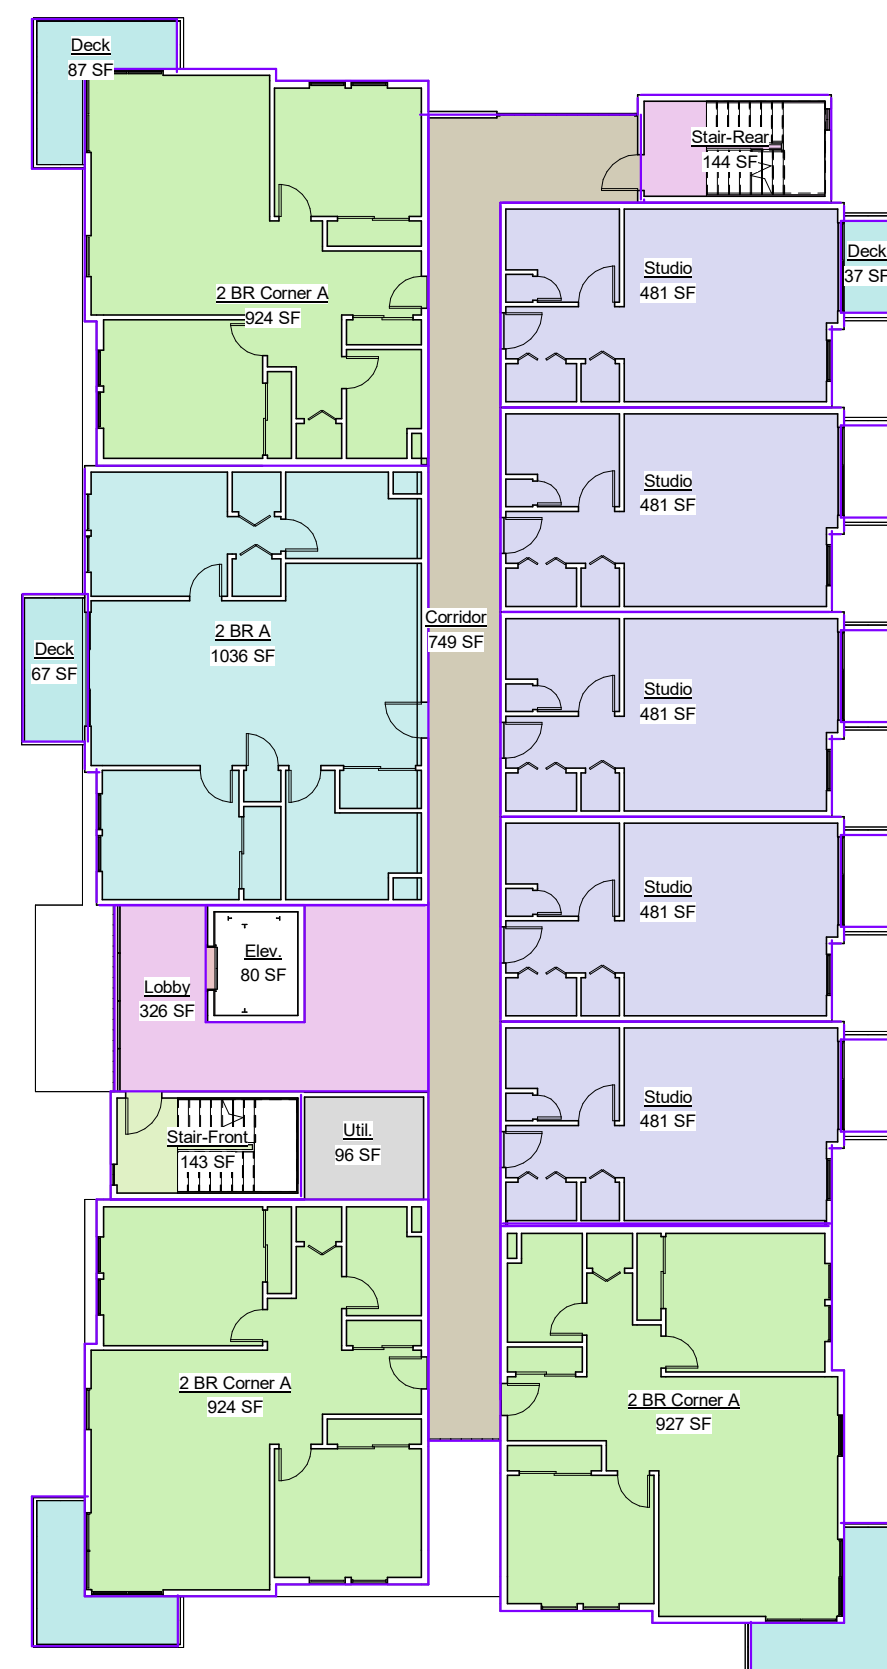 Deck
87 SF
Stair-Rear
144 SF
Studio
481 SF
Deck
37 SF
2 BR Corner A
924 SF
Studio
481 SF
Corridor
749 SF
2 BR A
1036 SF
Deck
67 SF
Studio
481 SF
Studio
481 SF
Elev.
80 SF
Lobby
326 SF
Studio
481 SF
Stair-Front
143 SF
Util.
96 SF
2 BR Corner A
924 SF
2 BR Corner A
927 SF